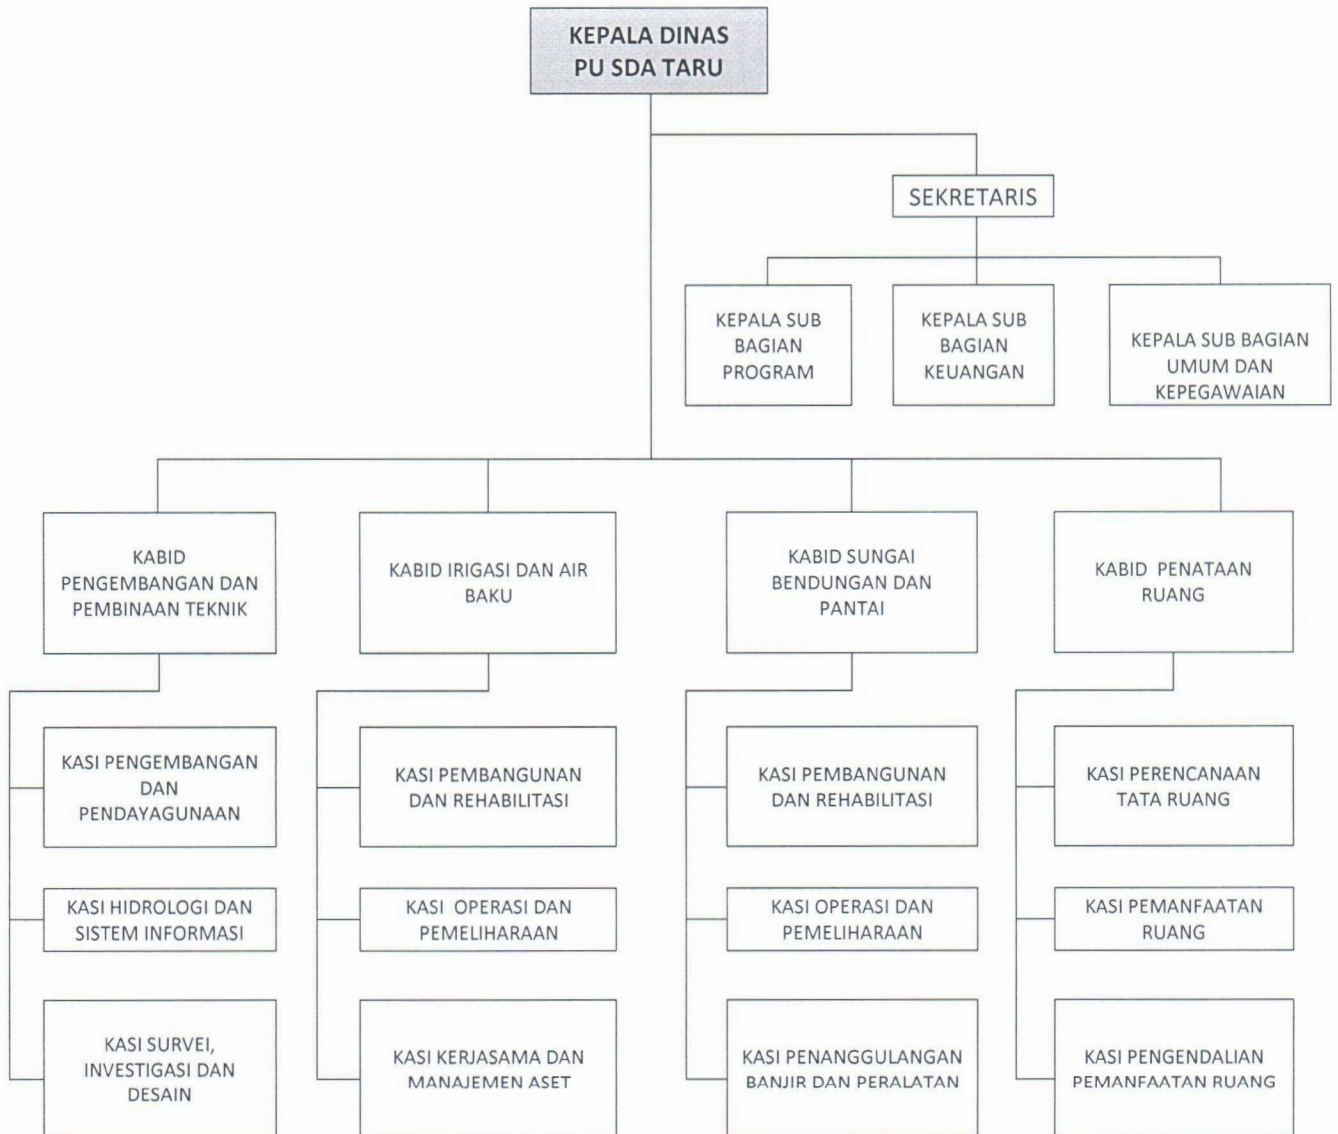 KEPALA DINAS
PU SDA TARU
SEKRETARIS
KEPALA SUB
BAGIAN
PROGRAM
KEPALA SUB
BAGIAN
KEUANGAN
KEPALA SUB BAGIAN
UMUM DAN
KEPEGAWAIAN
KABID
PENGEMBANGAN DAN
PEMBINAAN TEKNIK
KABID IRIGASI DAN AIR
BAKU
KABID SUNGAI
BENDUNGAN DAN
PANTAI
KABID PENATAAN
RUANG
KASI PENGEMBANGAN
DAN
PENDAYAGUNAAN
KASI PEMBANGUNAN
DAN REHABILITASI
KASI PEMBANGUNAN
DAN REHABILITASI
KASI PERENCANAAN
TATA RUANG
KASI HIDROLOGI DAN
SISTEM INFORMASI
KASI OPERASI DAN
PEMELIHARAAN
KASI OPERASI DAN
PEMELIHARAAN
KASI PEMANFAATAN
RUANG
KASI SURVEI,
INVESTIGASI DAN
DESAIN
KASI KERJASAMA DAN
MANAJEMEN ASET
KASI PENANGGULANGAN
BANJIR DAN PERALATAN
KASI PENGENDALIAN
PEMANFAATAN RUANG